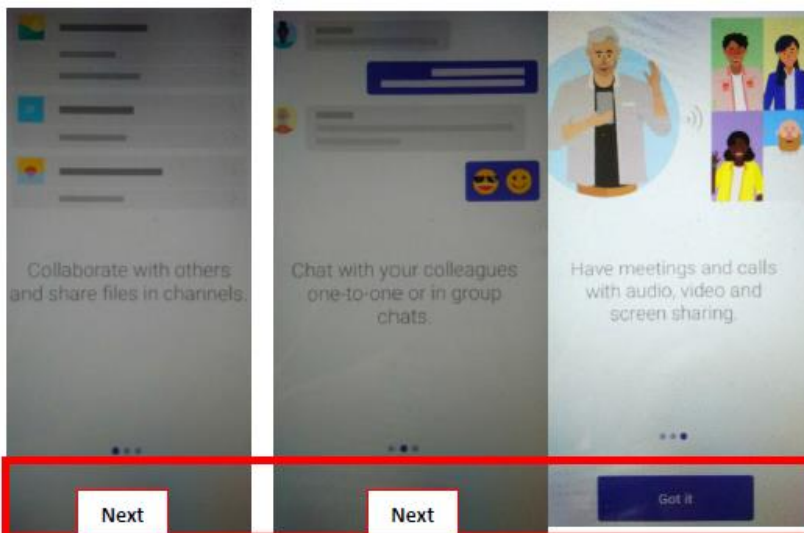 Collaborate with others
and share files in channels.
Next
Chat with your colleagues
one-to-one or in group
chats.
Next
Have meetings and calls
with audio, video and
screen sharing.
Got it